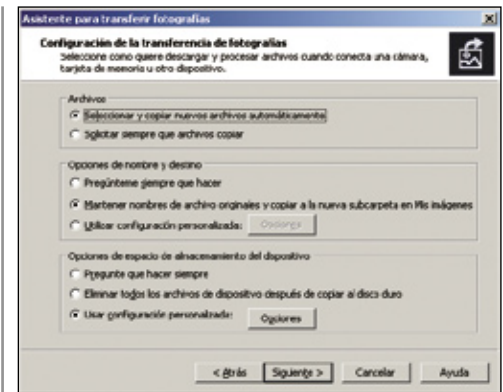 Asistente para transferir fotografías
Configuración de la transferencia de fotografías
Seleccione como quiere descargar y procesar archivos cuando conecta una cámara,
tarjeta de memoria u otro dispositivo.
Archivos
Seleccionar y copiar nuevos archivos automáticamente
Solicitar siempre que archivos copiar
Opciones de nombre y destino
Pregúnteme siempre que hacer
Mantener nombres de archivo originales y copiar a la nueva subcarpeta en Mis imágenes
Utilizar configuración personalizada: Opciones
Opciones de espacio de almacenamiento del dispositivo
Pregunte que hacer siempre
Eliminar todos los archivos de dispositivo después de copiar al disco duro
Usar configuración personalizada: Opciones
< Atrás Siguiente > Cancelar Ayuda